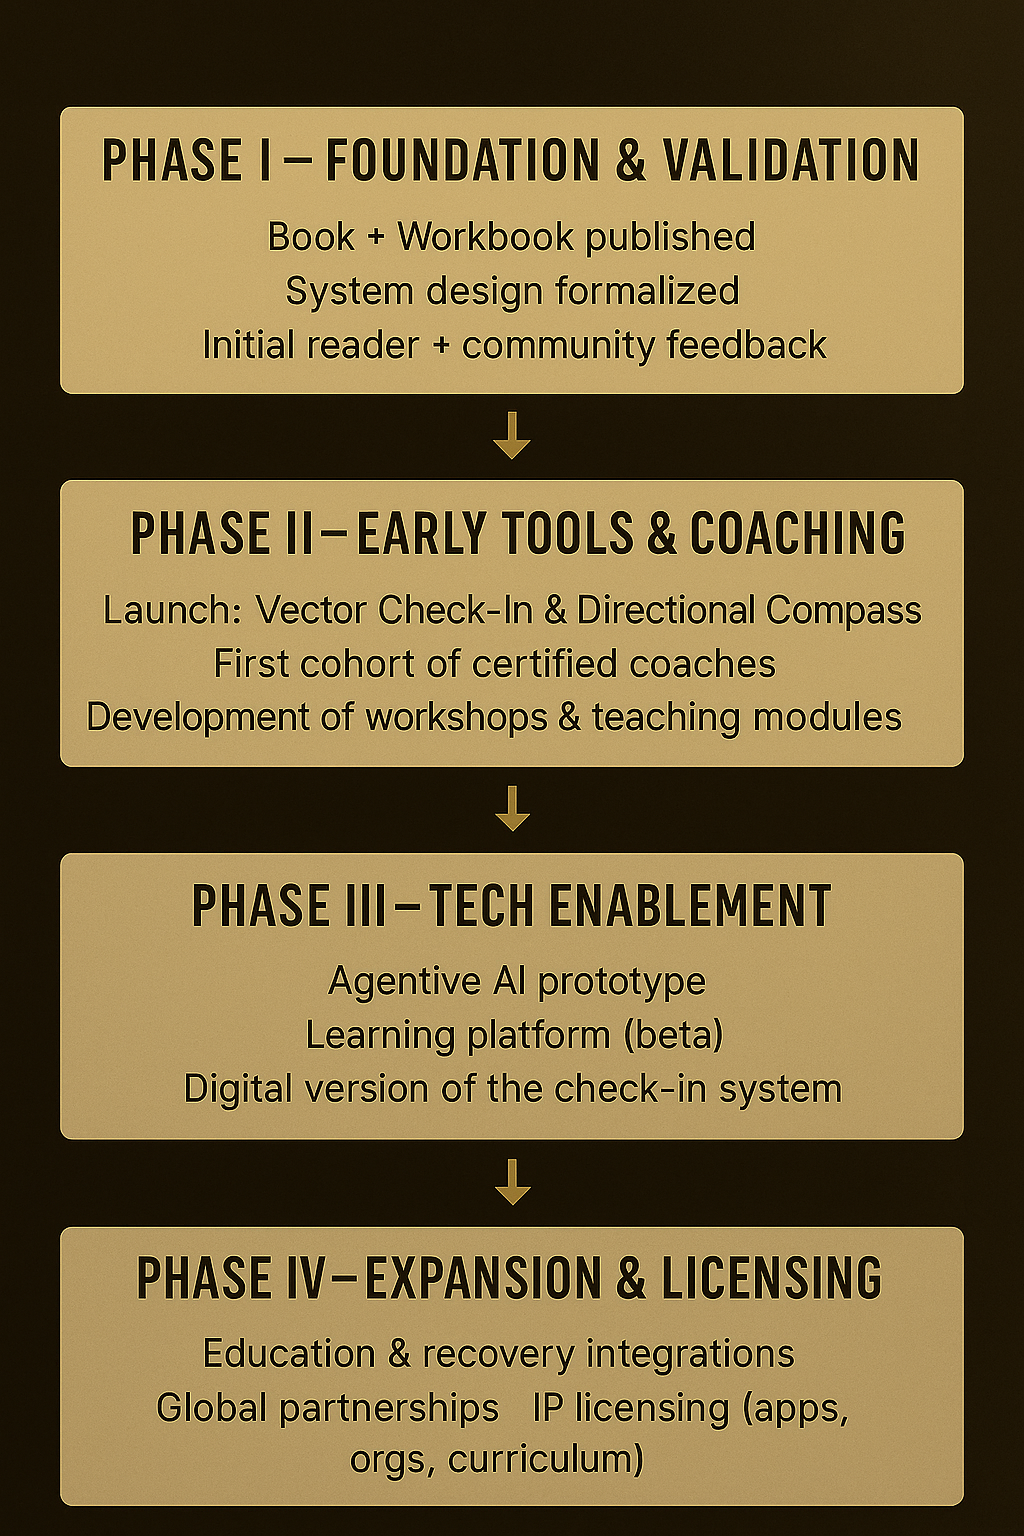 PHASE I – FOUNDATION & VALIDATION
Book + Workbook published
System design formalized
Initial reader + community feedback
PHASE II – EARLY TOOLS & COACHING
Launch: Vector Check-In & Directional Compass
First cohort of certified coaches
Development of workshops & teaching modules
PHASE III – TECH ENABLEMENT
Agentive AI prototype
Learning platform (beta)
Digital version of the check-in system
PHASE IV – EXPANSION & LICENSING
Education & recovery integrations
Global partnerships   IP licensing (apps,
orgs, curriculum)